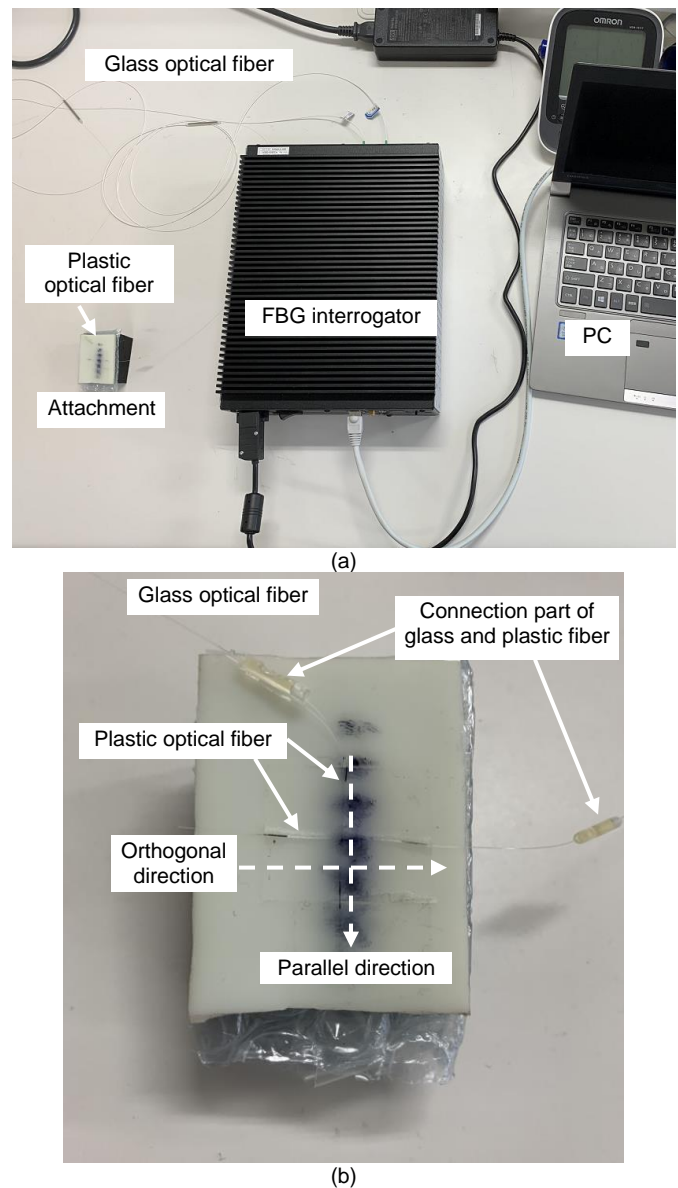 Glass optical fiber
OMRON
Plastic
optical fiber
FBG interrogator
PC
Attachment
(a)
Glass optical fiber
Connection part of
glass and plastic fiber
Plastic optical fiber
Orthogonal
direction
Parallel direction
(b)